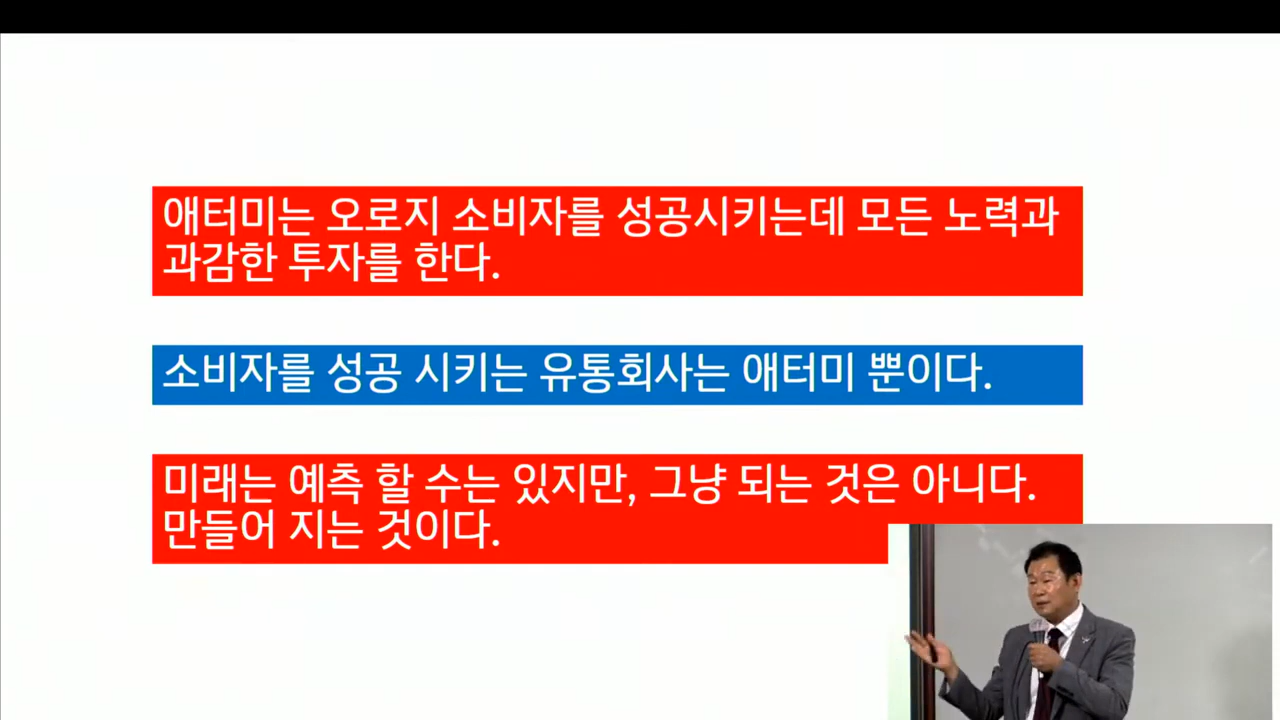 애터미는 오로지 소비자를 성공시키는데 모든 노력과
과감한 투자를 한다.
소비자를 성공 시키는 유통회사는 애터미 뿐이다.
미래는 예측 할 수는 있지만, 그냥 되는 것은 아니다.
만들어 지는 것이다.